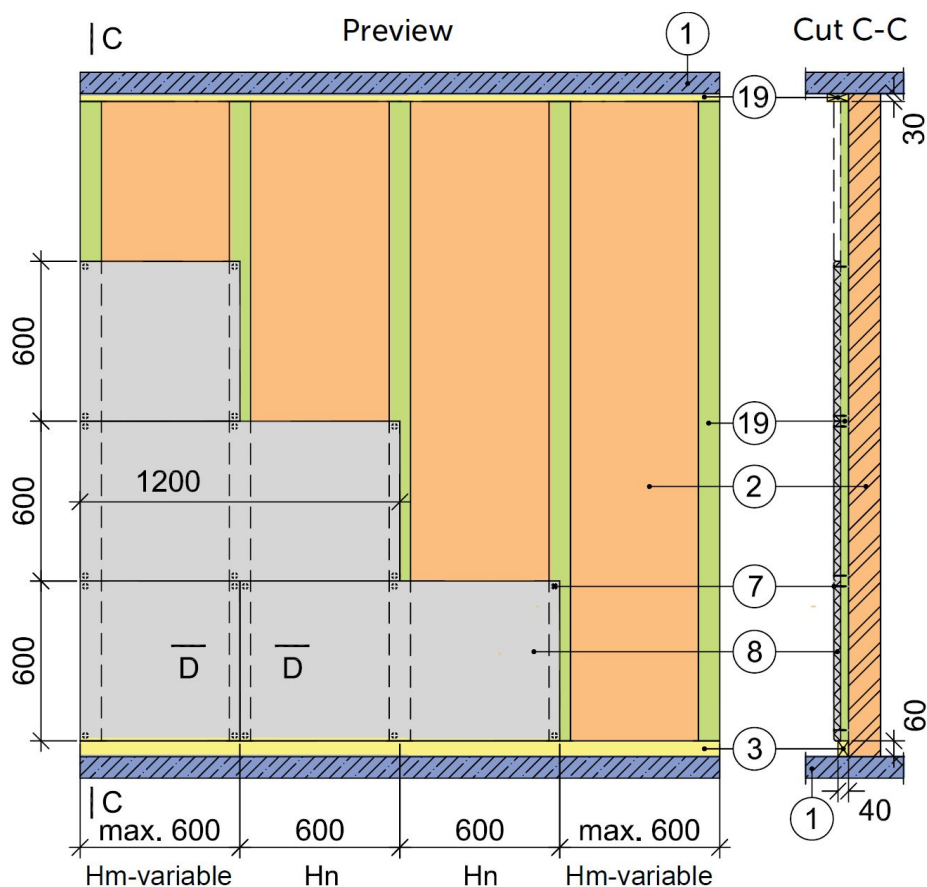 C
Preview
1
Cut C-C
19
30
600
19
1200
2
600
7
D
D
8
600
60
3
C
1
40
max. 600
600
600
max. 600
Hm-variable
Hn
Hn
Hm-variable